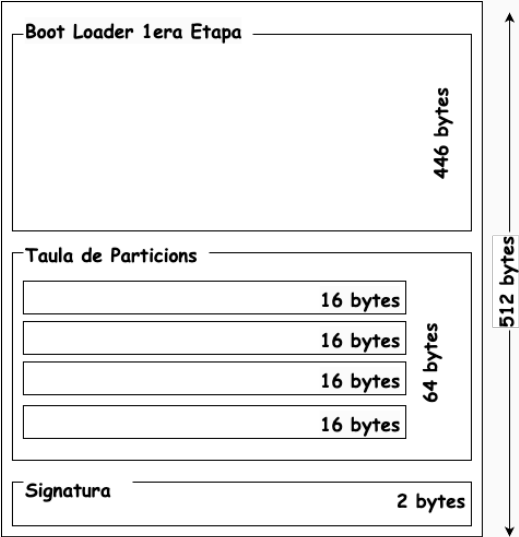 Boot Loader 1era Etapa
446 bytes
Taula de Particions
16 bytes
16 bytes
16 bytes
16 bytes
64 bytes
Signatura
2 bytes
512 bytes